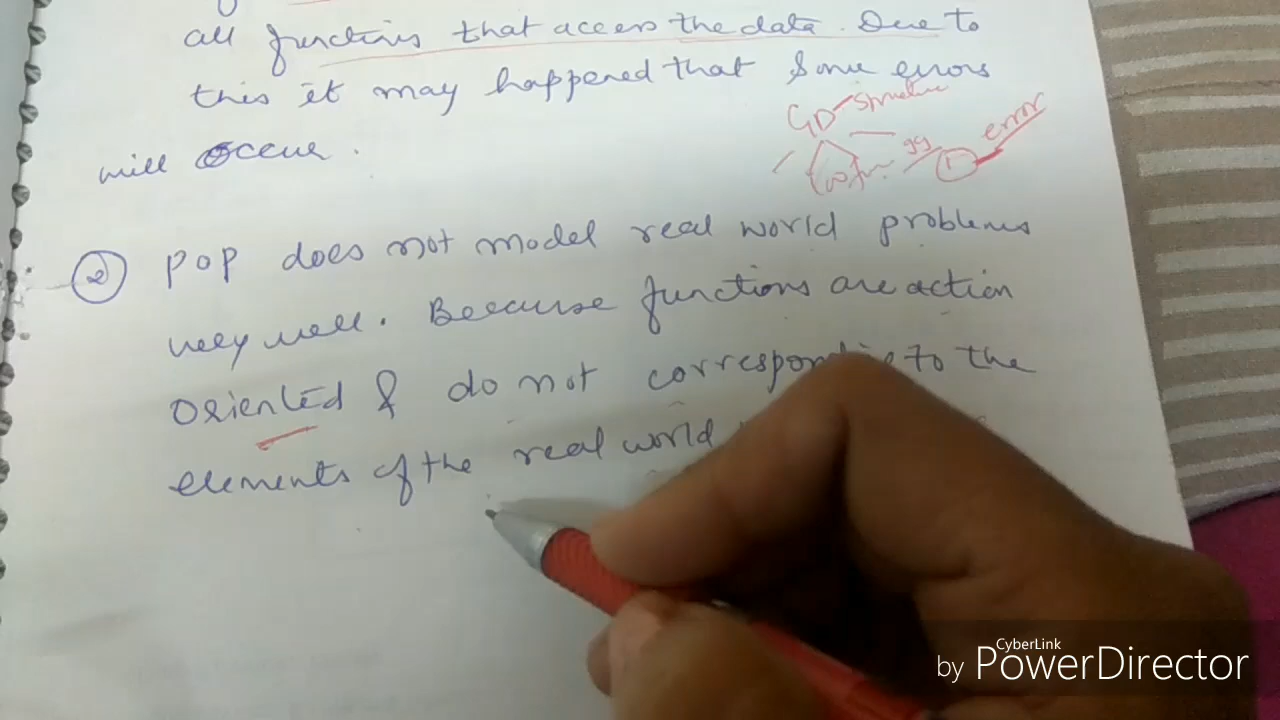 all functions that access the data. Due to
this it may happened that some errors
will occur.
GD structure
99
error
② POP does not model real world problems
very well. Because functions are action
oriented & do not correspond to the
elements of the real world
CyberLink
by PowerDirector